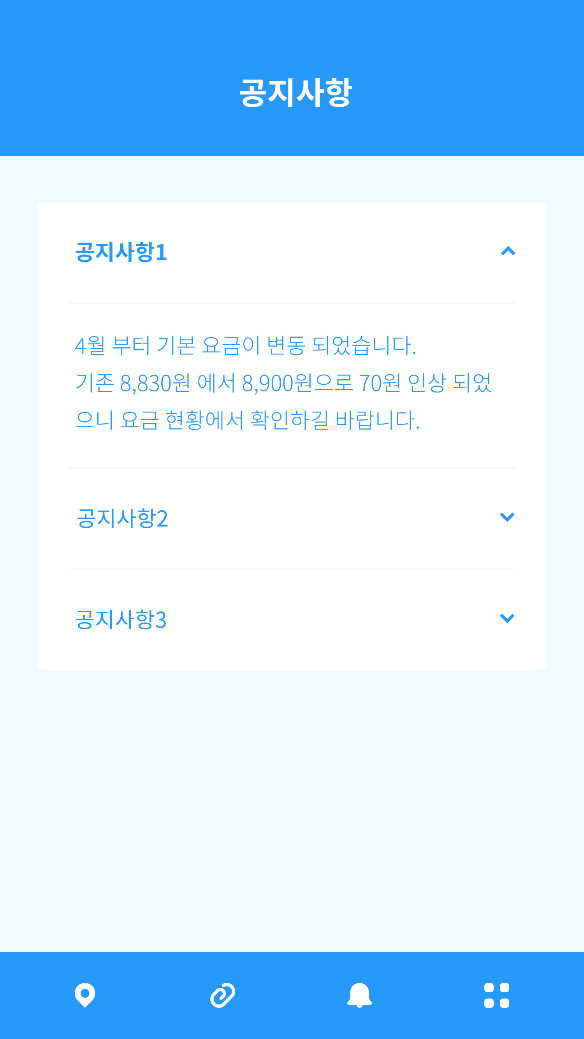 공지사항
공지사항1
4월 부터 기본 요금이 변동 되었습니다.
기존 8,830원 에서 8,900원으로 70원 인상 되었
으니 요금 현황에서 확인하길 바랍니다.
공지사항2
공지사항3